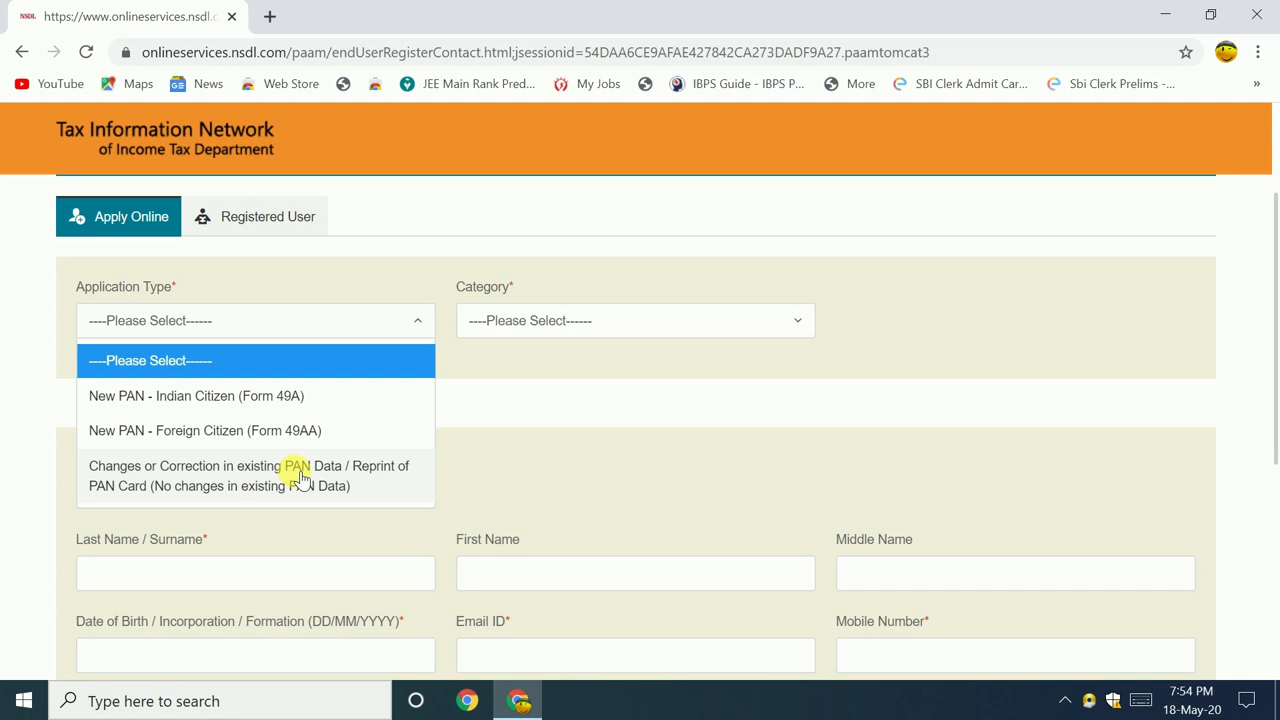 NSDL https://www.onlineservices.nsdl.c
onlineservices.nsdl.com/paam/endUserRegisterContact.html;jsessionid=54DAA6CE9AFAE427842CA273DADF9A27.paamtomcat3
YouTube Maps News Web Store JEE Main Rank Pred... My Jobs IBPS Guide - IBPS P... More SBI Clerk Admit Car... Sbi Clerk Prelims -... »
Tax Information Network
of Income Tax Department
Apply Online Registered User
Application Type* Category*
----Please Select------ ----Please Select------
----Please Select------
New PAN - Indian Citizen (Form 49A)
New PAN - Foreign Citizen (Form 49AA)
Changes or Correction in existing PAN Data / Reprint of
PAN Card (No changes in existing PAN Data)
Last Name / Surname* First Name Middle Name
Date of Birth / Incorporation / Formation (DD/MM/YYYY)* Email ID* Mobile Number*
Type here to search
7:54 PM
18-May-20